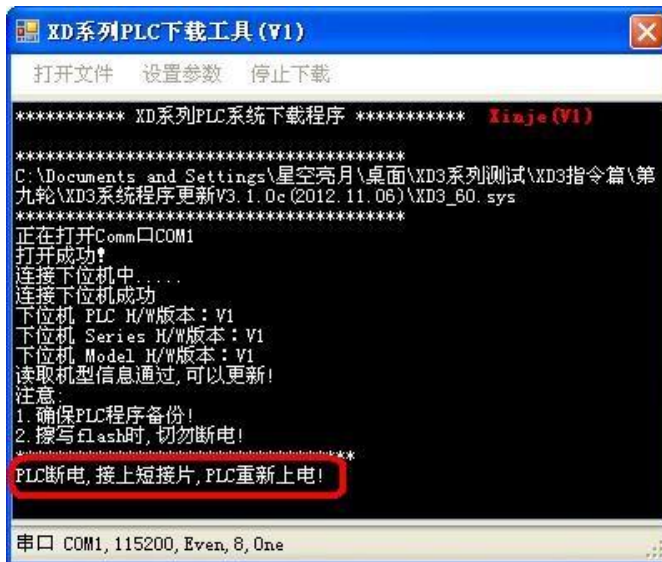 XD系列PLC下载工具(V1)
打开文件 设置参数 停止下载
*********** XD系列PLC系统下载程序 *********** Xinje(V1)
***************************************
C:\Documents and Settings\星空亮月\桌面\XD3系列测试\XD3指令篇\第
九轮\XD3系统程序更新V3.1.0c(2012.11.06)\XD3_60.sys
***************************************
正在打开Comm口COM1
打开成功!
连接下位机中.....
连接下位机成功
下位机 PLC H/W版本:V1
下位机 Series H/W版本:V1
下位机 Model H/W版本:V1
读取机型信息通过,可以更新!
注意:
1.确保PLC程序备份!
2.擦写flash时,切勿断电!
**********************************
PLC断电,接上短接片,PLC重新上电!
串口 COM1,115200,Even,8,One